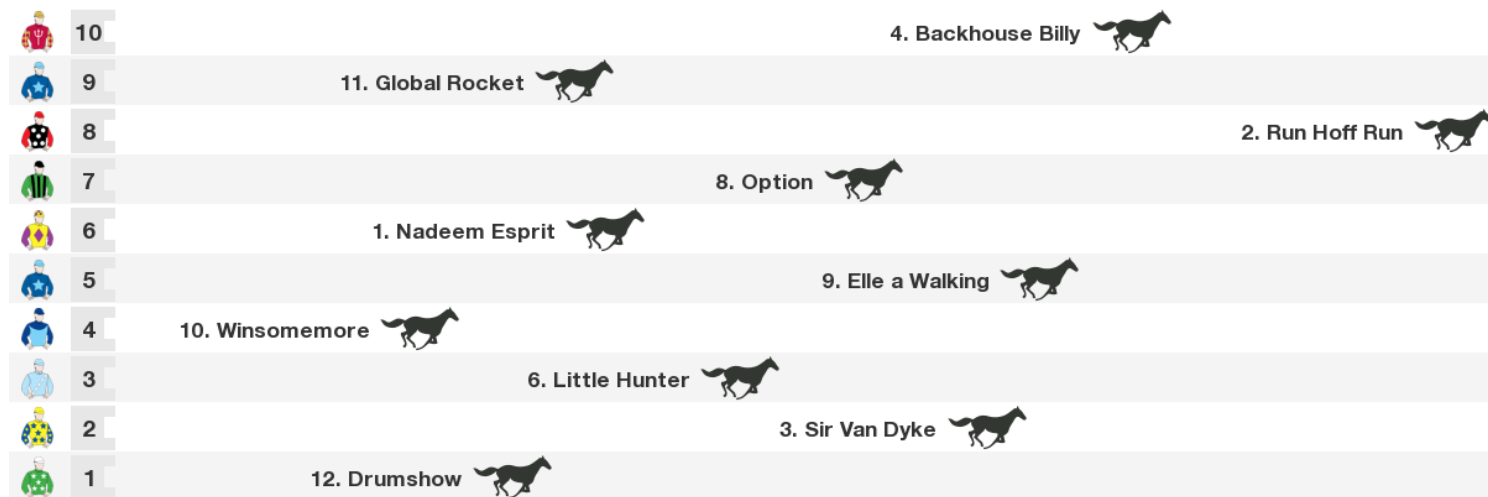 10 4. Backhouse Billy
9 11. Global Rocket
8 2. Run Hoff Run
7 8. Option
6 1. Nadeem Esprit
5 9. Elle a Walking
4 10. Winsomemore
3 6. Little Hunter
2 3. Sir Van Dyke
1 12. Drumshow